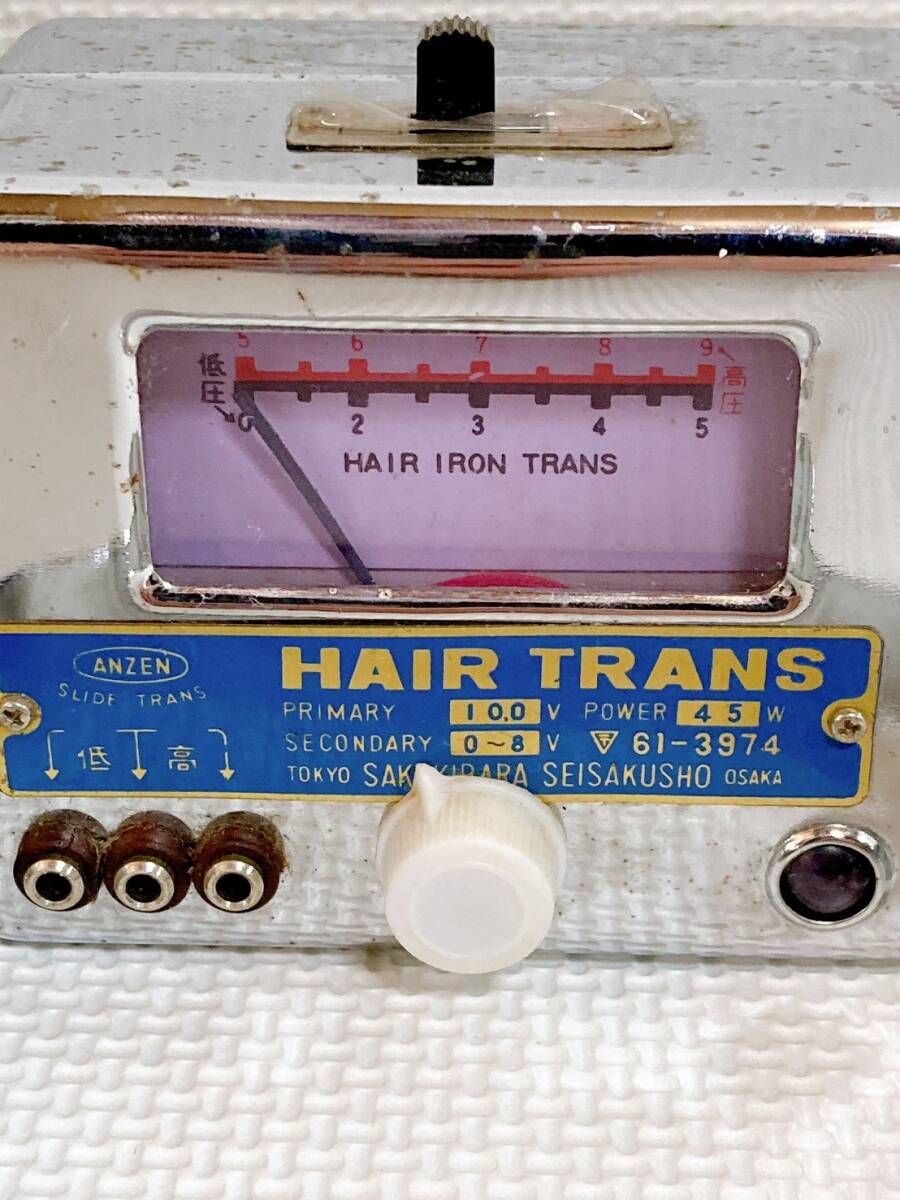 5 6 7 8 9
低圧
高圧
0 2 3 4 5
HAIR IRON TRANS
ANZEN
SLIDE TRANS
低 高
HAIR TRANS
PRIMARY 100 V POWER 45 W
SECONDARY 0~8 V 〒 61-3974
TOKYO SEISAKUSHO OSAKA